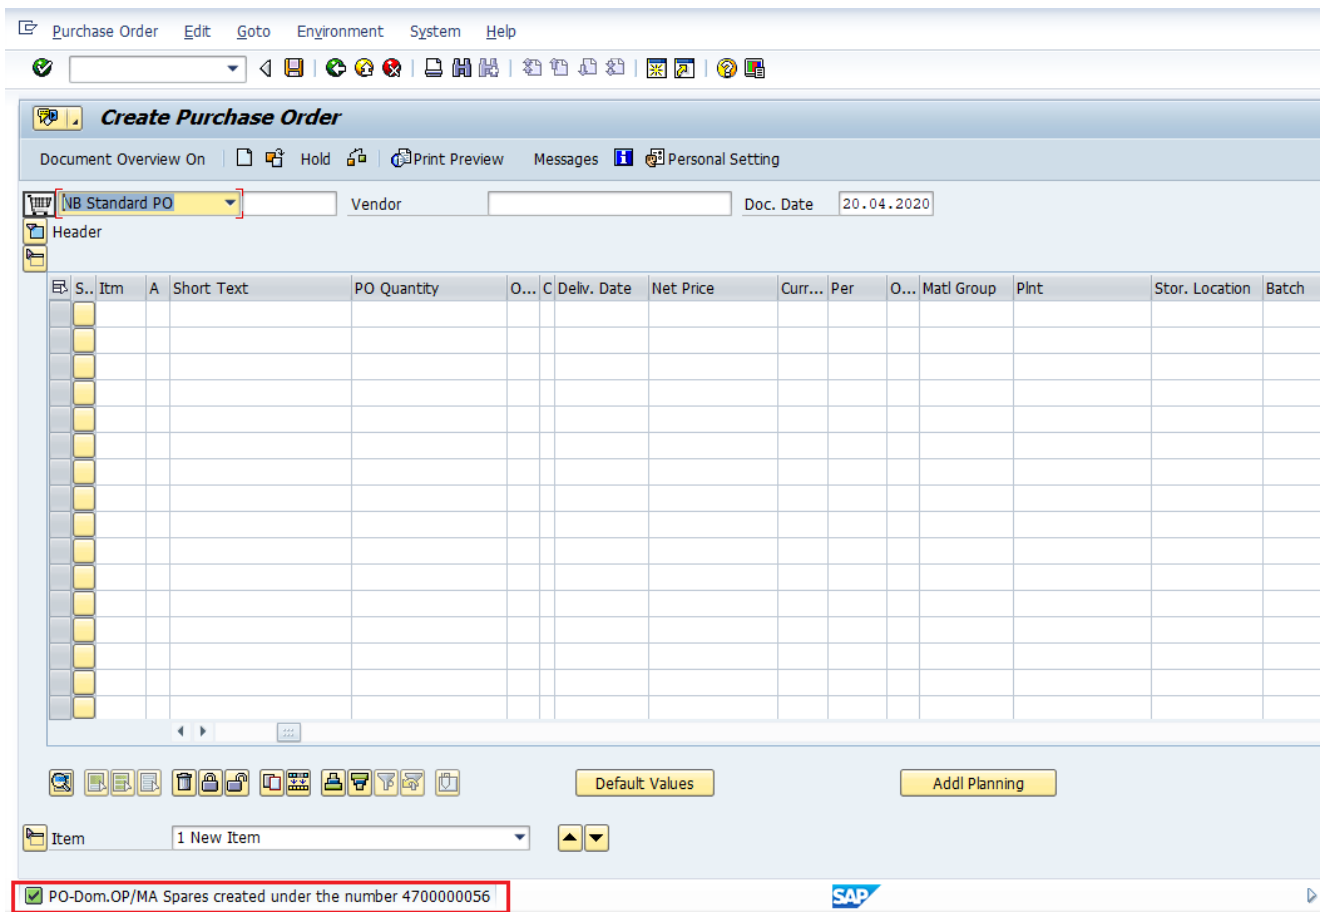 Purchase Order Edit Goto Environment System Help
Create Purchase Order
Document Overview On Hold Print Preview Messages Personal Setting
NB Standard PO Vendor Doc. Date 20.04.2020
Header
S.. Itm A Short Text PO Quantity O... C Deliv. Date Net Price Curr... Per O... Matl Group Plnt Stor. Location Batch
Default Values Addl Planning
Item 1 New Item
PO-Dom.OP/MA Spares created under the number 4700000056 SAP